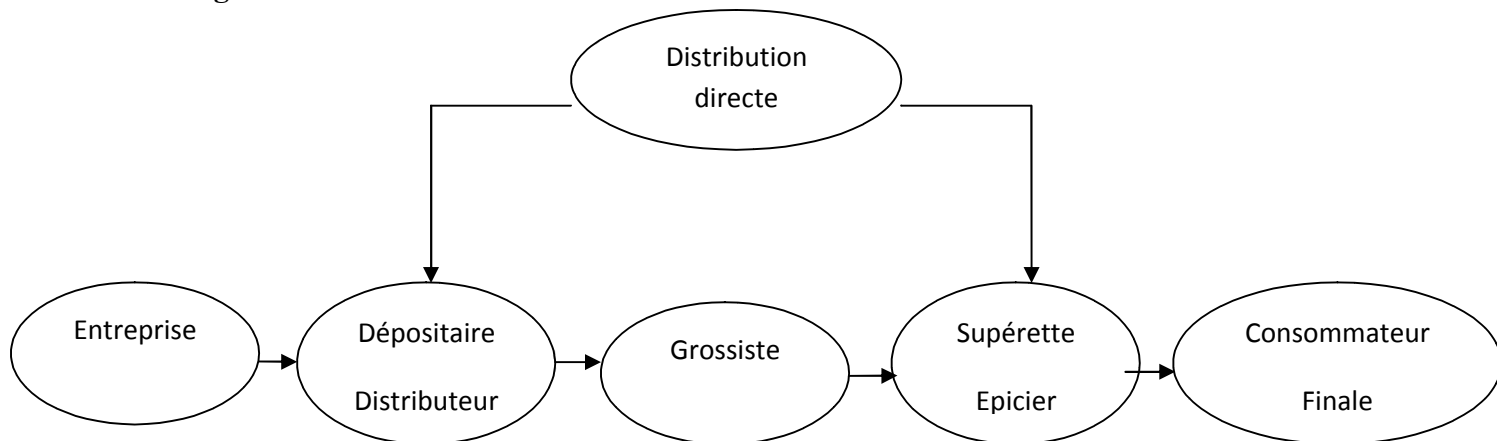 Distribution
directe
Entreprise
Dépositaire
Distributeur
Grossiste
Supérette
Epicier
Consommateur
Finale